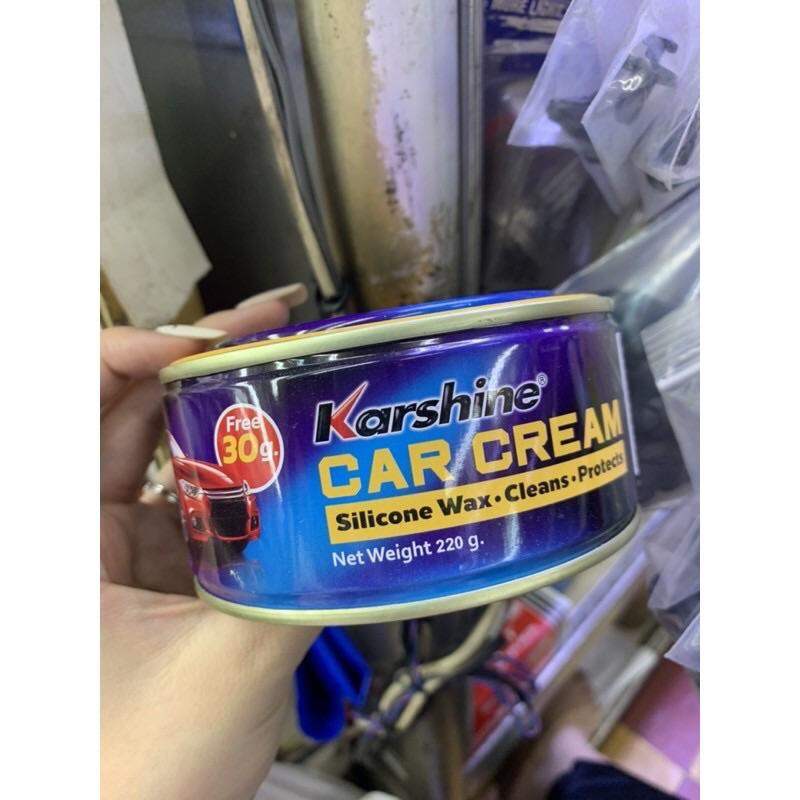 Free
30g.
Karshine®
CAR CREAM
Silicone Wax • Cleans • Protects
Net Weight 220 g.